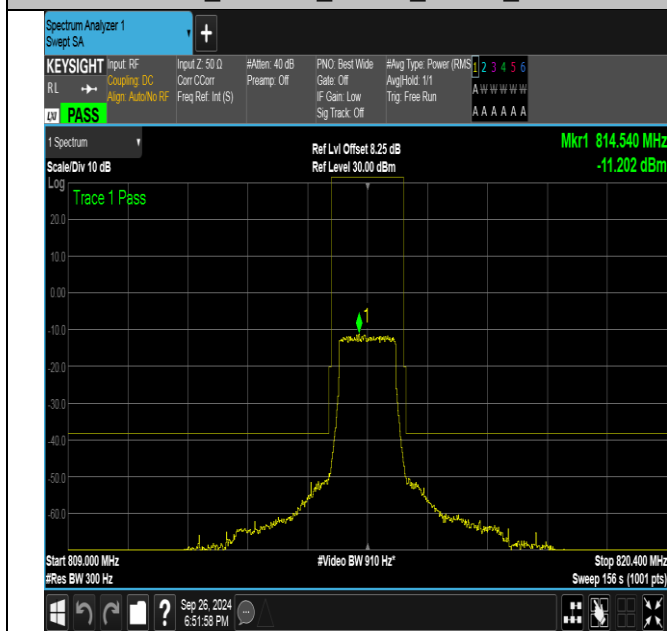 Spectrum Analyzer 1
Swept SA
+
KEYSIGHT Input: RF Input Z: 50 Ω #Atten: 40 dB PNO: Best Wide #Avg Type: Power (RMS 1 2 3 4 5 6
RL Coupling: DC Corr CCorr Preamp: Off Gate: Off Avg|Hold: 1/1 A W W W W W
Align: Auto/No RF Freq Ref: Int (S) IF Gain: Low Trig: Free Run
LXI PASS Sig Track: Off A A A A A A
1 Spectrum Ref Lvl Offset 8.25 dB Mkr1 814.540 MHz
Scale/Div 10 dB Ref Level 30.00 dBm -11.202 dBm
Log
Trace 1 Pass
20.0
10.0
0.00
1
-10.0
-20.0
-30.0
-40.0
-50.0
-60.0
Start 809.000 MHz #Video BW 910 Hz* Stop 820.400 MHz
#Res BW 300 Hz Sweep 156 s (1001 pts)
? Sep 26, 2024
6:51:58 PM